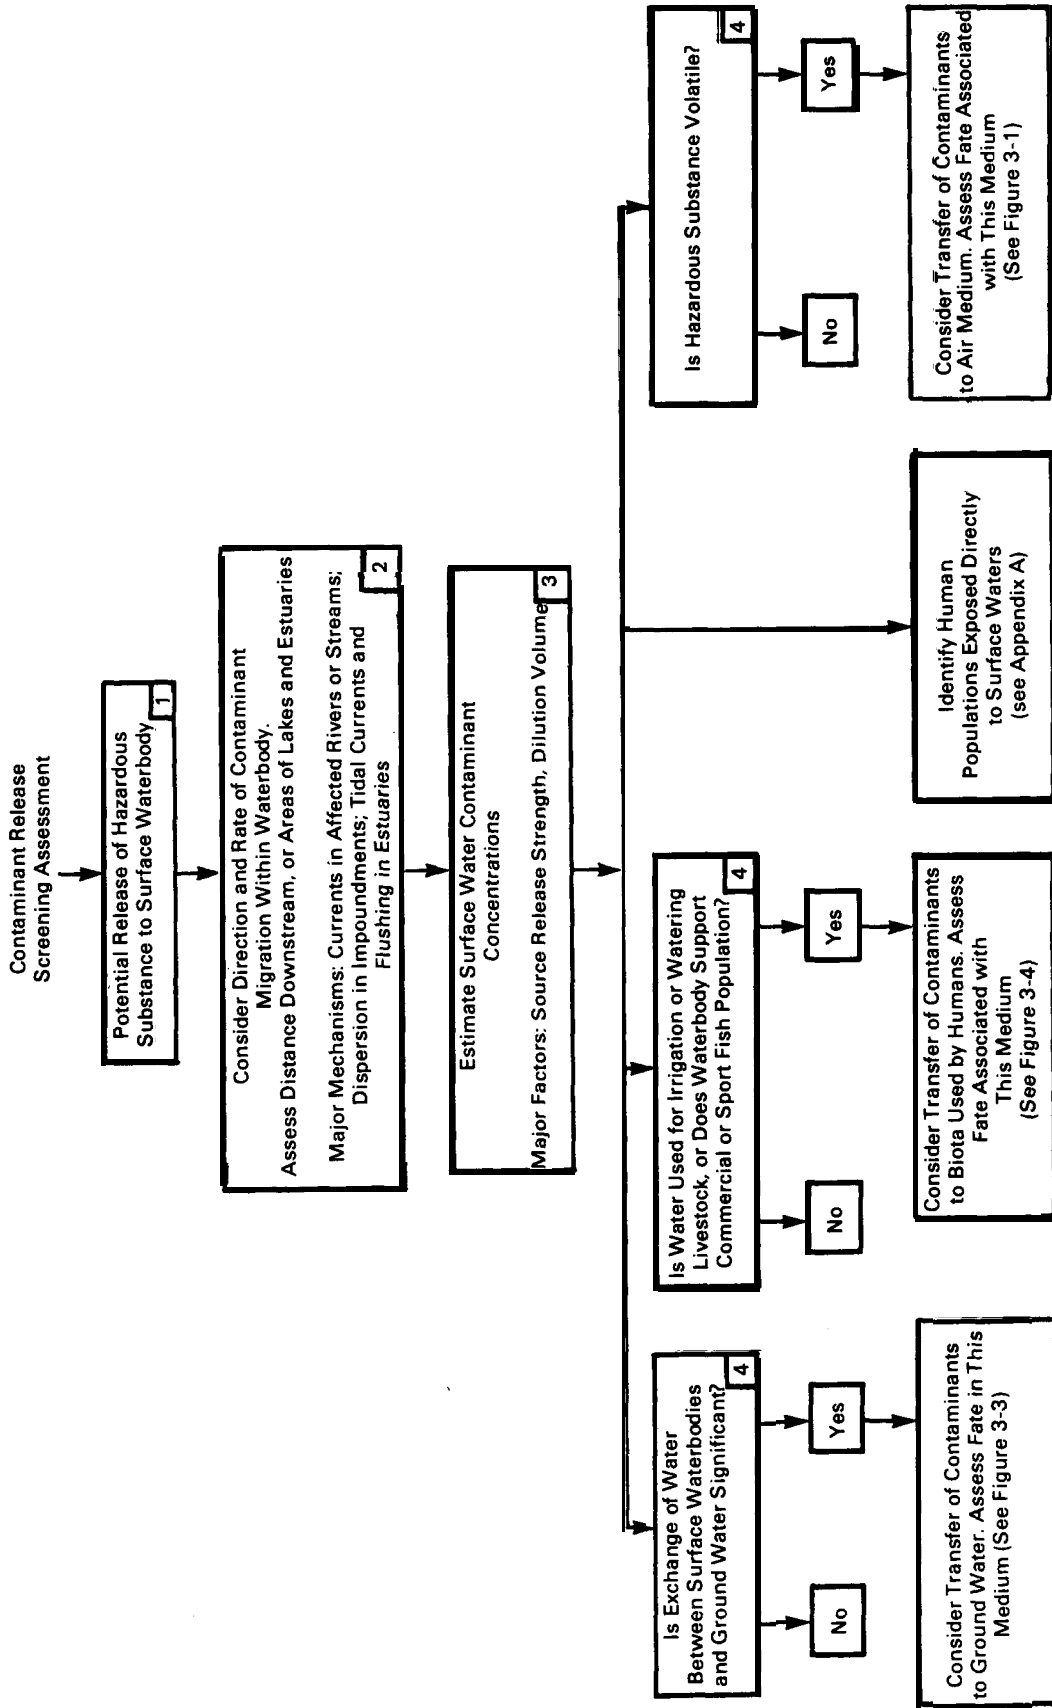 Contaminant Release
Screening Assessment
Potential Release of Hazardous
Substance to Surface Waterbody
1
Consider Direction and Rate of Contaminant
Migration Within Waterbody.
Assess Distance Downstream, or Areas of Lakes and Estuaries
Major Mechanisms: Currents in Affected Rivers or Streams;
Dispersion in Impoundments; Tidal Currents and
Flushing in Estuaries
2
Estimate Surface Water Contaminant
Concentrations
Major Factors: Source Release Strength, Dilution Volume
3
Is Exchange of Water
Between Surface Waterbodies
and Ground Water Significant?
4
No
Yes
Consider Transfer of Contaminants
to Ground Water. Assess Fate in This
Medium (See Figure 3-3)
Is Water Used for Irrigation or Watering
Livestock, or Does Waterbody Support
Commercial or Sport Fish Population?
4
No
Yes
Consider Transfer of Contaminants
to Biota Used by Humans. Assess
Fate Associated with
This Medium
(See Figure 3-4)
Identify Human
Populations Exposed Directly
to Surface Waters
(see Appendix A)
Is Hazardous Substance Volatile?
4
No
Yes
Consider Transfer of Contaminants
to Air Medium. Assess Fate Associated
with This Medium
(See Figure 3-1)